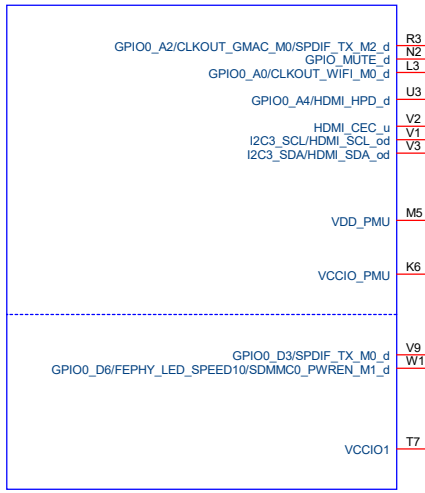 GPIO0_A2/CLKOUT_GMAC_M0/SPDIF_TX_M2_d R3
GPIO_MUTE_d N2
GPIO0_A0/CLKOUT_WIFI_M0_d L3
GPIO0_A4/HDMI_HPD_d U3
HDMI_CEC_u V2
I2C3_SCL/HDMI_SCL_od V1
I2C3_SDA/HDMI_SDA_od V3
VDD_PMU M5
VCCIO_PMU K6
GPIO0_D3/SPDIF_TX_M0_d V9
GPIO0_D6/FEPHY_LED_SPEED10/SDMMC0_PWREN_M1_d W1
VCCIO1 T7